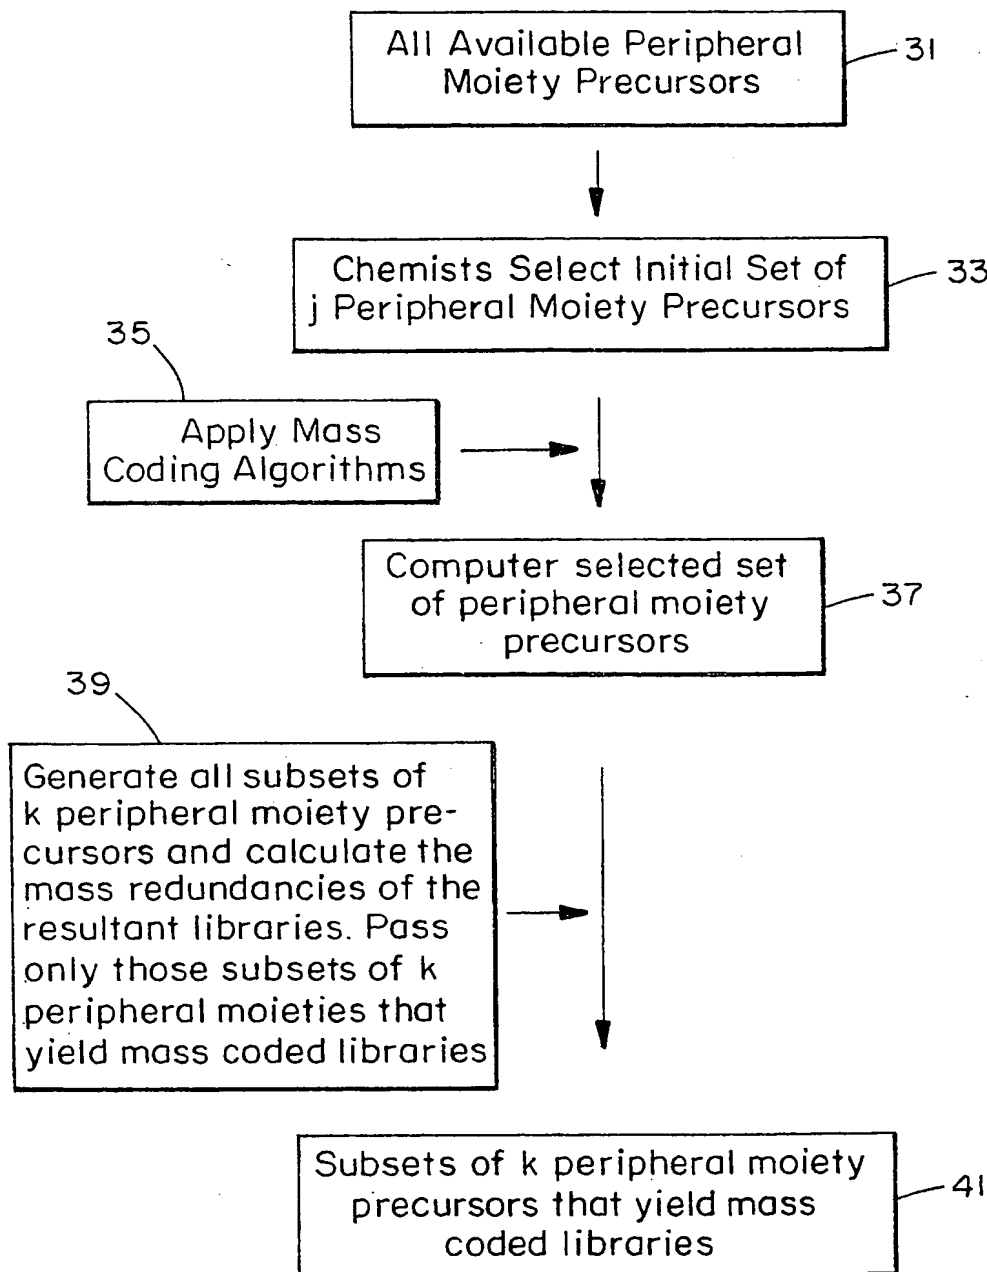 All Available Peripheral
Moiety Precursors
31
Chemists Select Initial Set of
j Peripheral Moiety Precursors
33
35
Apply Mass
Coding Algorithms
Computer selected set
of peripheral moiety
precursors
37
39
Generate all subsets of
k peripheral moiety pre-
cursors and calculate the
mass redundancies of the
resultant libraries. Pass
only those subsets of k
peripheral moieties that
yield mass coded libraries
Subsets of k peripheral moiety
precursors that yield mass
coded libraries
41